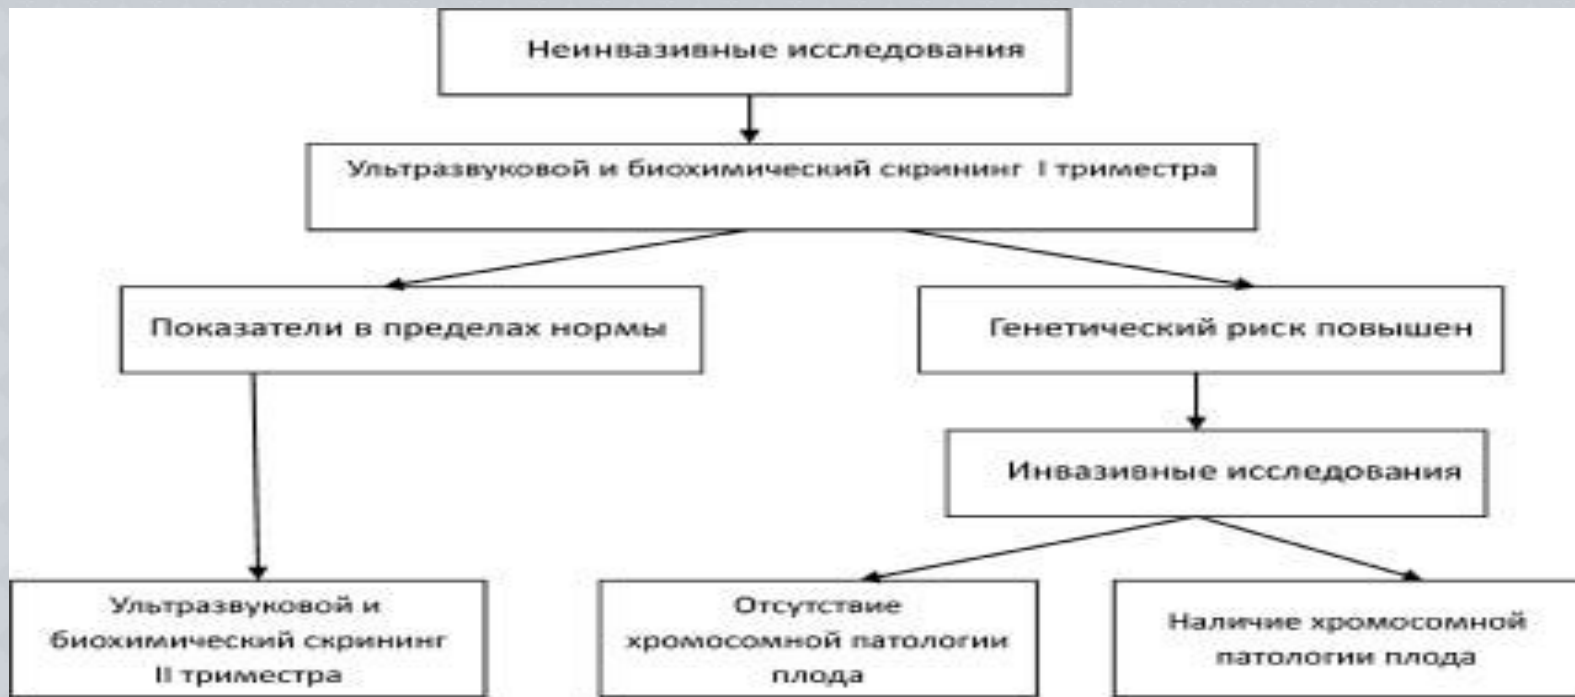 Неинвазивные исследования
Ультразвуковой и биохимический скрининг I триместра
Показатели в пределах нормы
Генетический риск повышен
Инвазивные исследования
Ультразвуковой и
биохимический скрининг
II триместра
Отсутствие
хромосомной патологии
плода
Наличие хромосомной
патологии плода